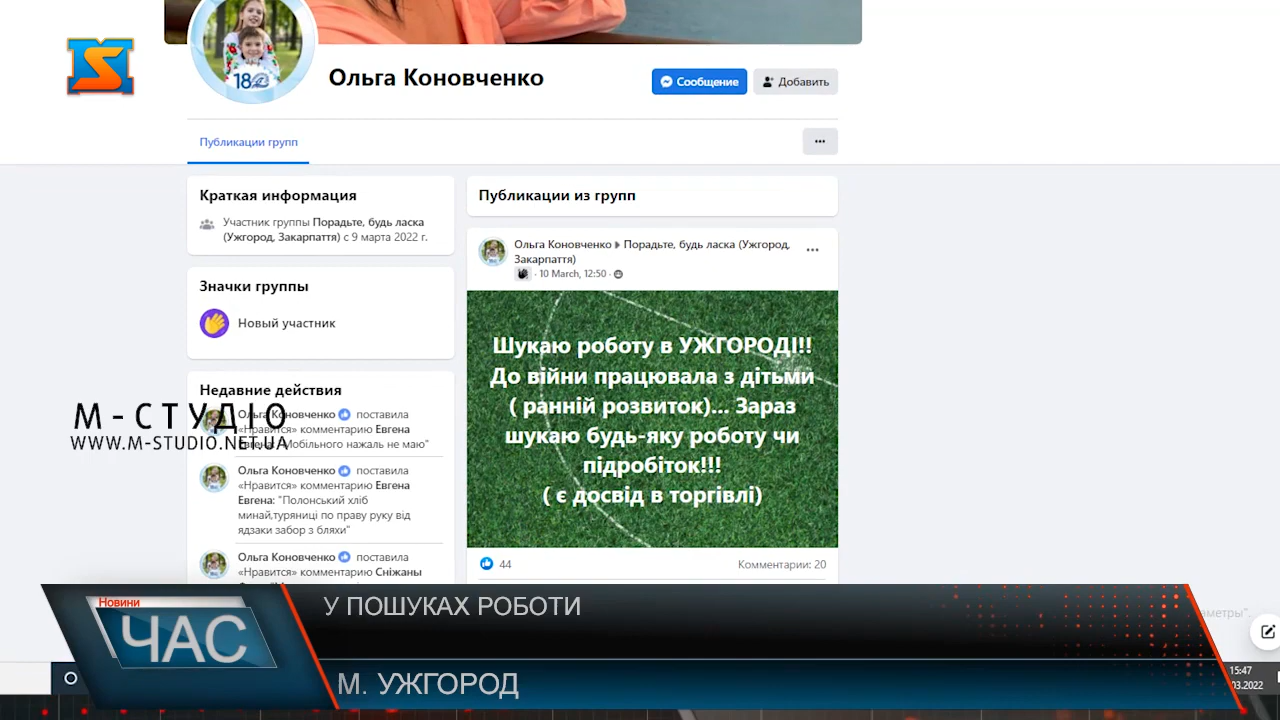 180
Ольга Коновченко
Сообщение
Добавить
Публикации групп
Краткая информация
Участник группы Порадьте, будь ласка
(Ужгород, Закарпаття) с 9 марта 2022 г.
Значки группы
Новый участник
Недавние действия
Ольга Коновченко поставила
«Нравится» комментарию Евгена
Евгена: "Мобільного нажаль не маю"
Ольга Коновченко поставила
«Нравится» комментарию Евгена
Евгена: "Полонський хліб
минай,туряниці по праву руку від
ядзаки забор з бляхи"
Ольга Коновченко поставила
«Нравится» комментарию Сніжаны
Публикации из групп
Ольга Коновченко Порадьте, будь ласка (Ужгород,
Закарпаття)
10 March, 12:50
Шукаю роботу в УЖГОРОДІ!!
До війни працювала з дітьми
( ранній розвиток)... Зараз
шукаю будь-яку роботу чи
підробіток!!!
( є досвід в торгівлі)
44
Комментарии: 20
М-СТУДІО
WWW.M-STUDIO.NET.UA
Новини
ЧАС
У ПОШУКАХ РОБОТИ
М. УЖГОРОД
15:47
03.2022